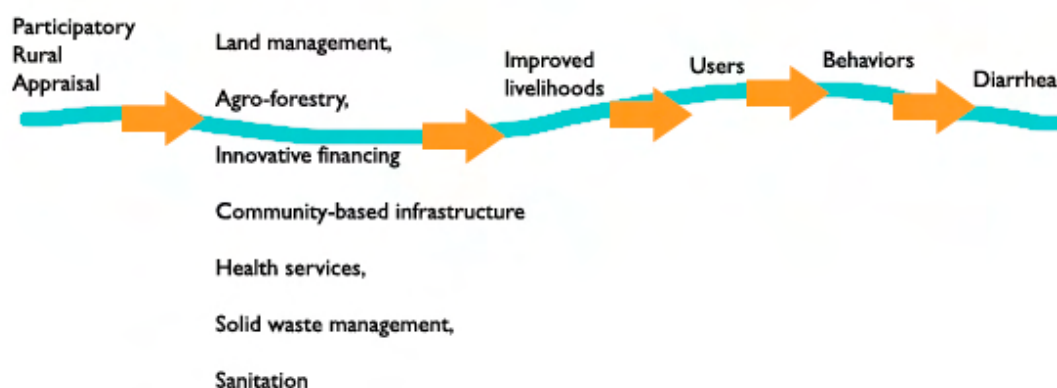 Participatory
Rural
Appraisal
Land management,
Agro-forestry,
Innovative financing
Community-based infrastructure
Health services,
Solid waste management,
Sanitation
Improved
livelihoods
Users
Behaviors
Diarrhea